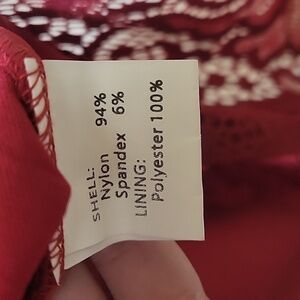 SHELL:
Nylon 94%
Spandex 6%
LINING:
Polyester 100%